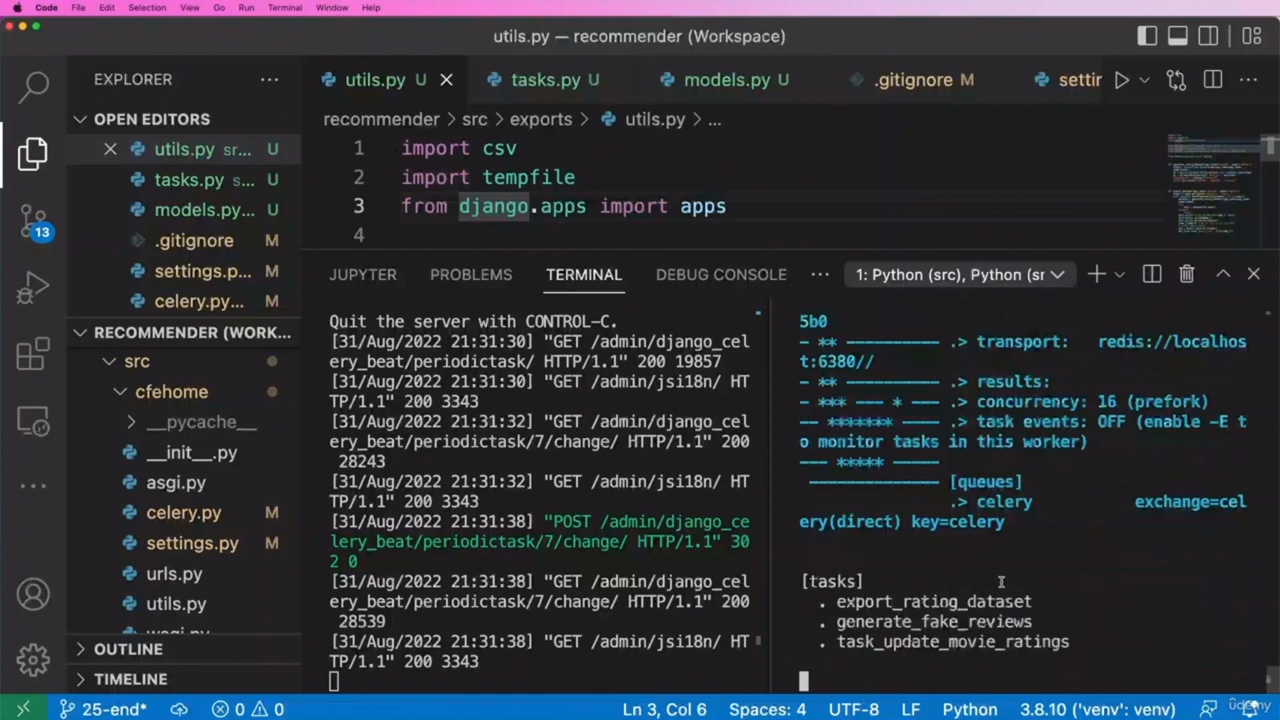 Code File Edit Selection View Go Run Terminal Window Help
utils.py — recommender (Workspace)
EXPLORER
OPEN EDITORS
utils.py sr... U
tasks.py s... U
models.py... U
.gitignore M
settings.p... M
celery.py... M
RECOMMENDER (WORK...
src
cfehome
__pycache__
__init__.py
asgi.py
celery.py M
settings.py M
urls.py
utils.py
wsgi.py
OUTLINE
TIMELINE
13
utils.py U tasks.py U models.py U .gitignore M settin
recommender > src > exports > utils.py > ...
1 import csv
2 import tempfile
3 from django.apps import apps
4
JUPYTER PROBLEMS TERMINAL DEBUG CONSOLE ... 1: Python (src), Python (sr
Quit the server with CONTROL-C.
[31/Aug/2022 21:31:30] "GET /admin/django_cel
ery_beat/periodictask/ HTTP/1.1" 200 19857
[31/Aug/2022 21:31:30] "GET /admin/jsi18n/ HT
TP/1.1" 200 3343
[31/Aug/2022 21:31:32] "GET /admin/django_cel
ery_beat/periodictask/7/change/ HTTP/1.1" 200
28243
[31/Aug/2022 21:31:32] "GET /admin/jsi18n/ HT
TP/1.1" 200 3343
[31/Aug/2022 21:31:38] "POST /admin/django_ce
lery_beat/periodictask/7/change/ HTTP/1.1" 30
2 0
[31/Aug/2022 21:31:38] "GET /admin/django_cel
ery_beat/periodictask/7/change/ HTTP/1.1" 200
28539
[31/Aug/2022 21:31:38] "GET /admin/jsi18n/ HT
TP/1.1" 200 3343
5b0
- ** ---------- .> transport: redis://localhos
t:6380//
- ** ---------- .> results:
- *** --- * --- .> concurrency: 16 (prefork)
-- ******* ---- .> task events: OFF (enable -E t
o monitor tasks in this worker)
--- ***** -----
-------------- [queues]
.> celery exchange=cel
ery(direct) key=celery
[tasks]
. export_rating_dataset
. generate_fake_reviews
. task_update_movie_ratings
25-end* 0 0 Ln 3, Col 6 Spaces: 4 UTF-8 LF Python 3.8.10 ('venv': venv)
udemy